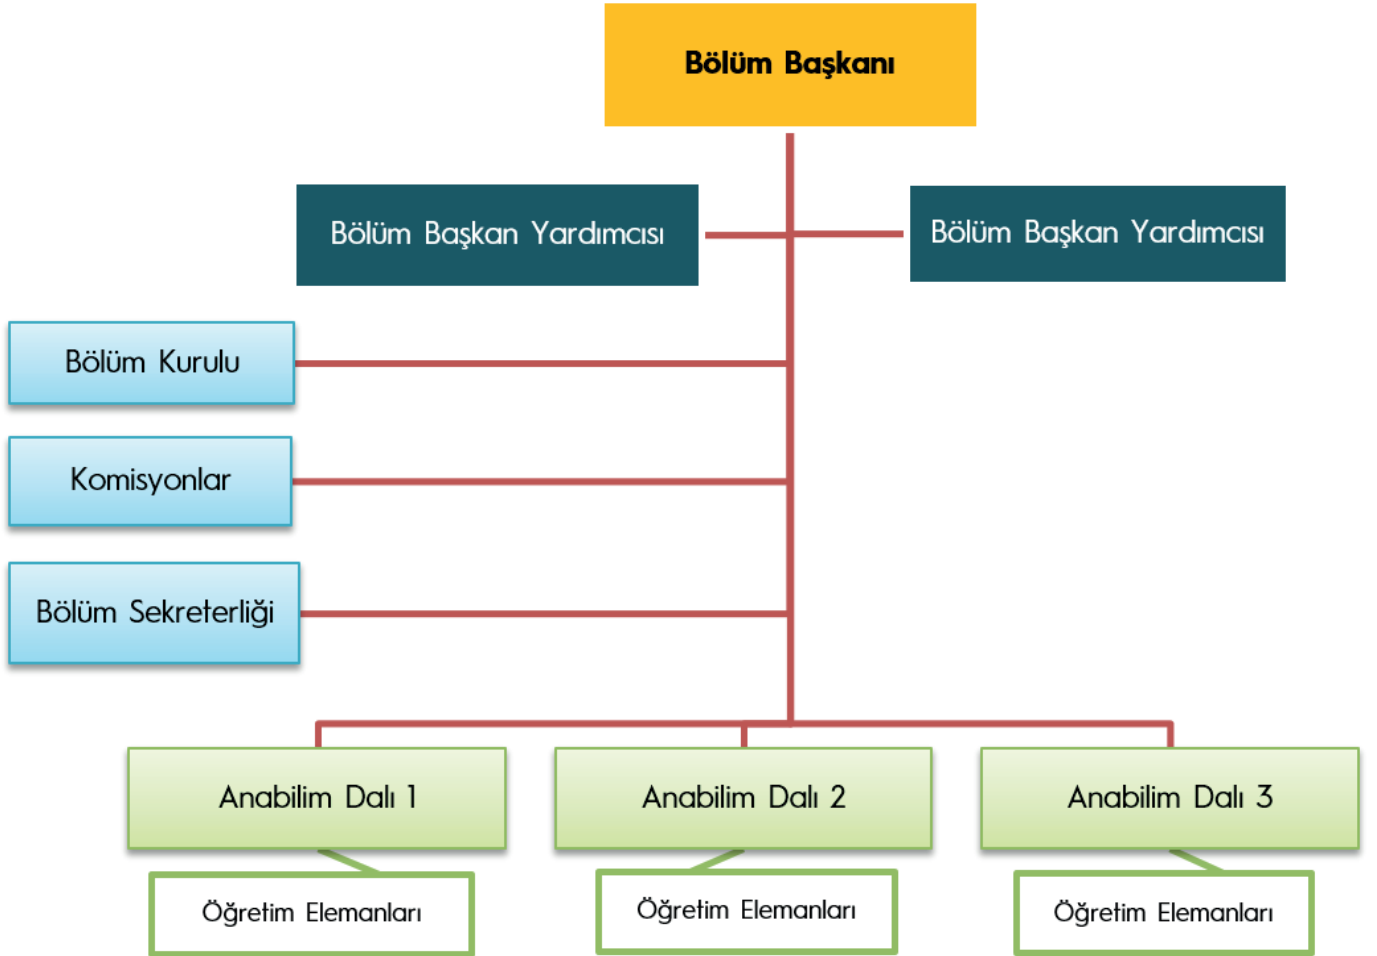 Bölüm Başkanı
Bölüm Başkan Yardımcısı
Bölüm Başkan Yardımcısı
Bölüm Kurulu
Komisyonlar
Bölüm Sekreterliği
Anabilim Dalı 1
Anabilim Dalı 2
Anabilim Dalı 3
Öğretim Elemanları
Öğretim Elemanları
Öğretim Elemanları